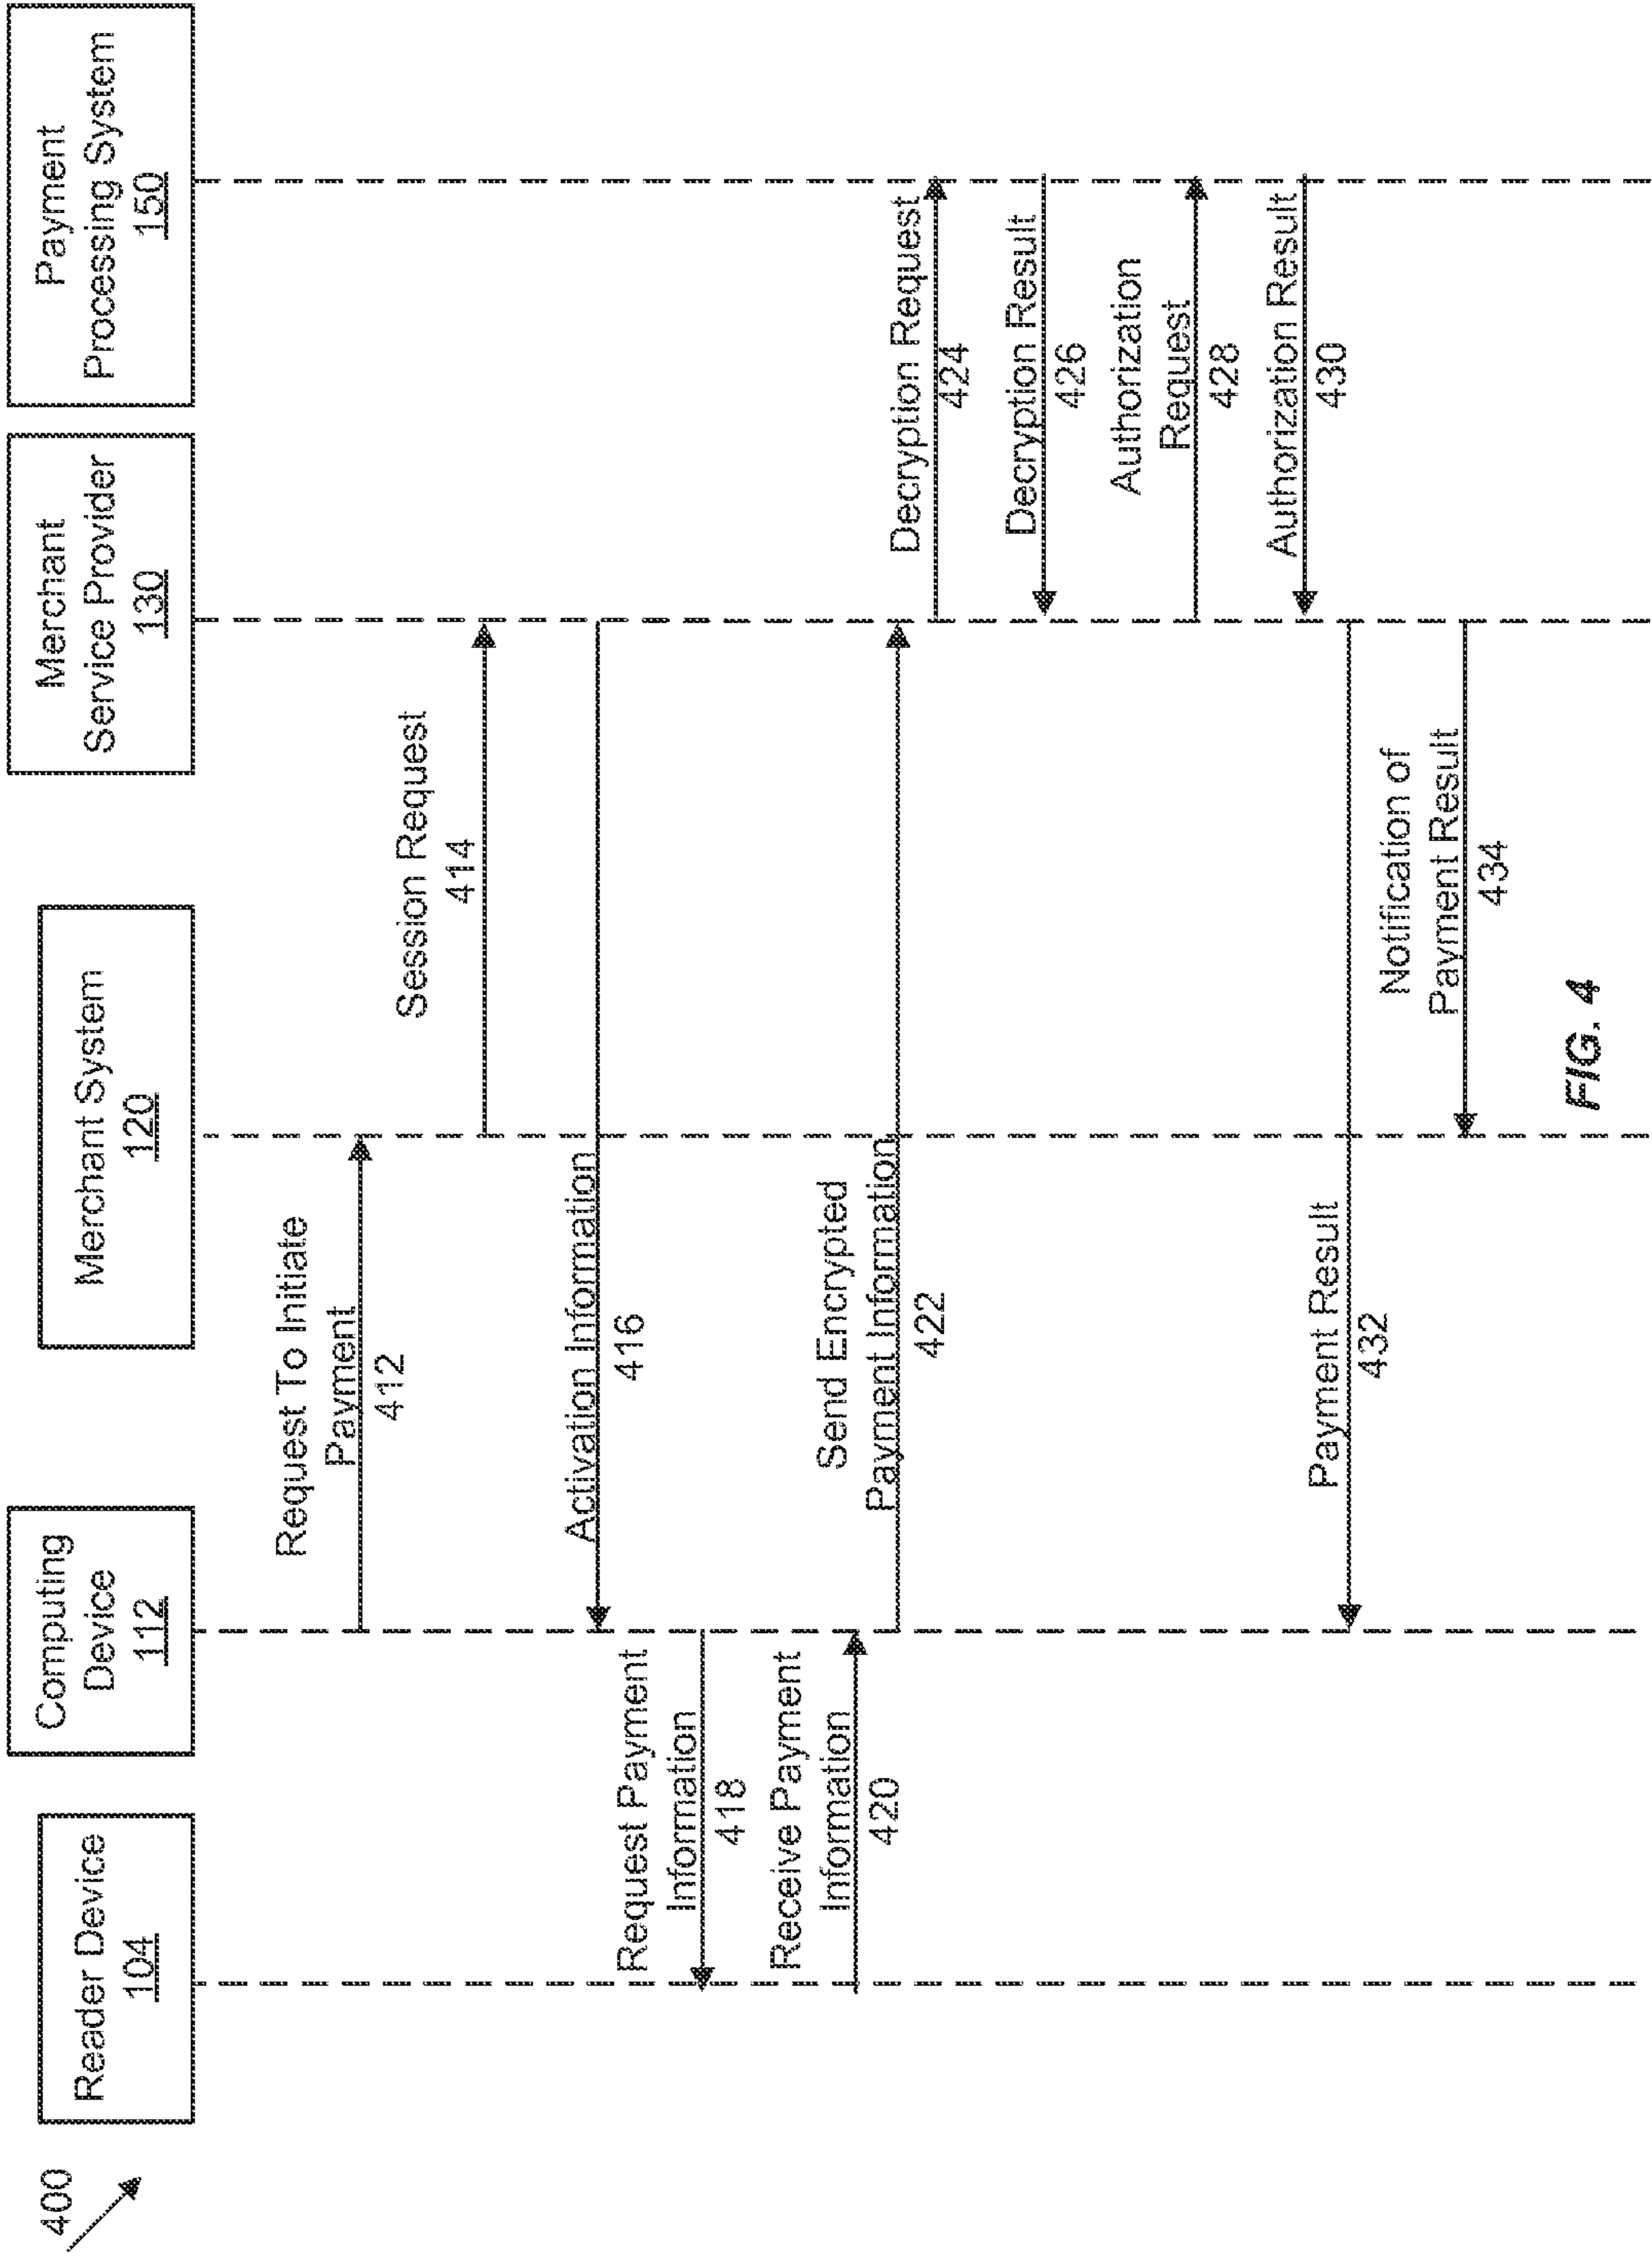 400
Reader Device
104
Computing
Device
112
Merchant System
120
Merchant
Service Provider
130
Payment
Processing System
150
Request To Initiate
Payment
412
Session Request
414
Activation Information
416
Request Payment
Information
418
Receive Payment
Information
420
Send Encrypted
Payment Information
422
Decryption Request
424
Decryption Result
426
Authorization
Request
428
Authorization Result
430
Payment Result
432
Notification of
Payment Result
434
FIG. 4